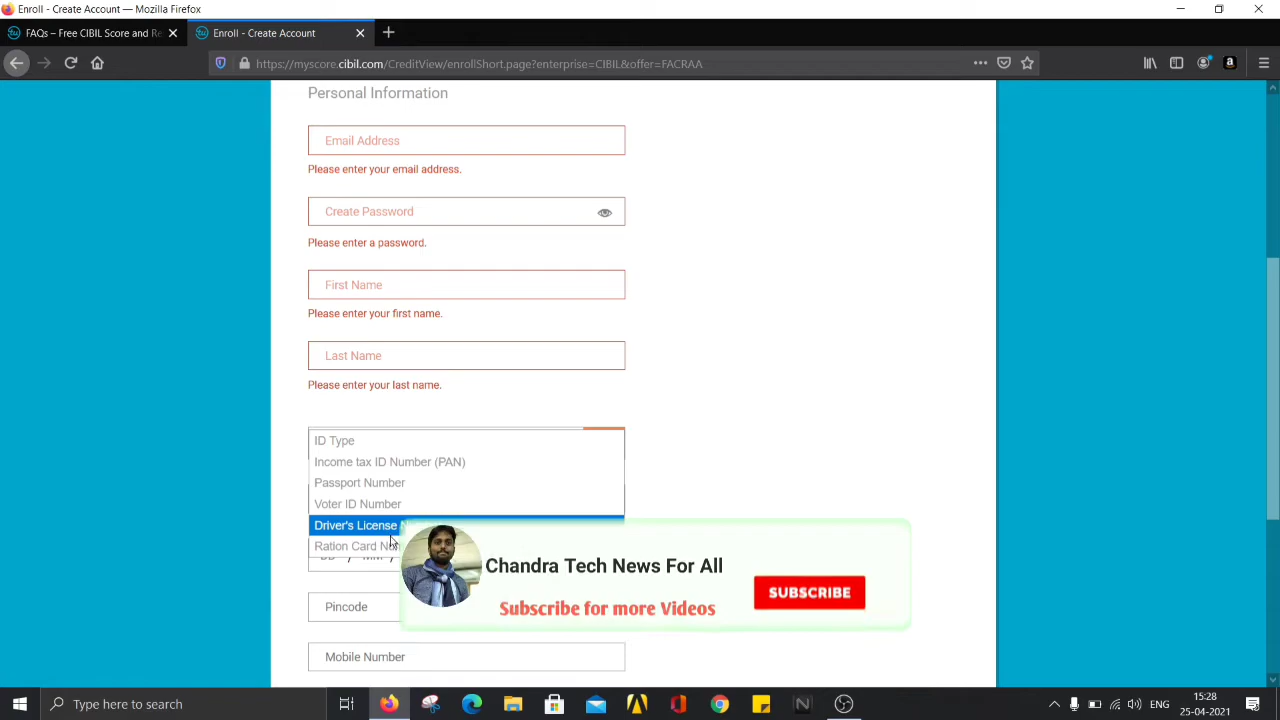 Enroll - Create Account — Mozilla Firefox
FAQs – Free CIBIL Score and Re
Enroll - Create Account
https://myscore.cibil.com/CreditView/enrollShort.page?enterprise=CIBIL&offer=FACRAA
Personal Information
Email Address
Please enter your email address.
Create Password
Please enter a password.
First Name
Please enter your first name.
Last Name
Please enter your last name.
ID Type
Income tax ID Number (PAN)
Passport Number
Voter ID Number
Driver's License
Ration Card
DD / MM /
Pincode
Mobile Number
Chandra Tech News For All
Subscribe for more Videos
SUBSCRIBE
Type here to search
ENG
15:28
25-04-2021